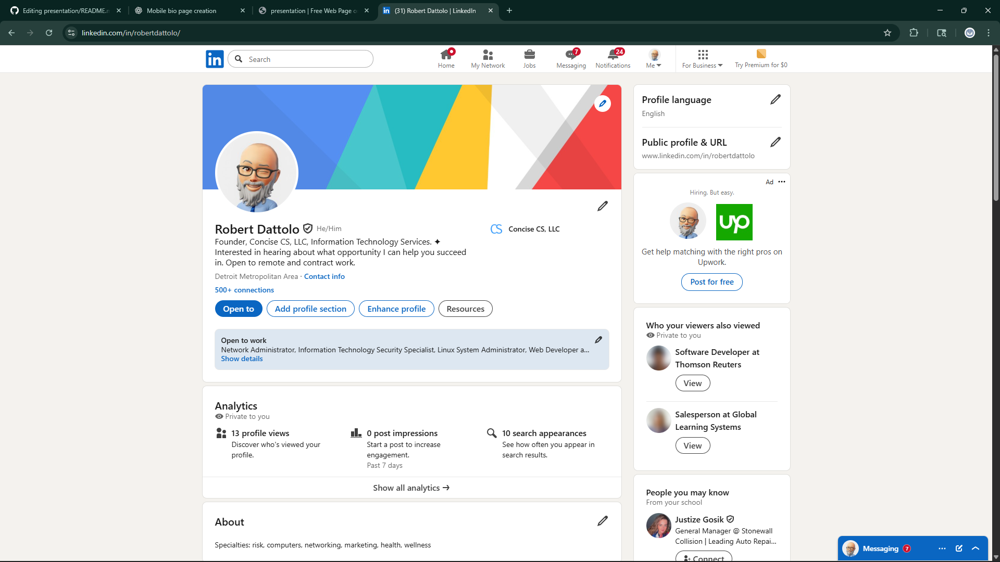 Editing presentation/README.m
Mobile bio page creation
presentation | Free Web Page o
(31) Robert Dattolo | LinkedIn
linkedin.com/in/robertdattolo/
in
Search
Home
My Network
Jobs
7
Messaging
24
Notifications
Me
For Business
Try Premium for $0
Robert Dattolo
He/Him
Founder, Concise CS, LLC, Information Technology Services. ✦
Interested in hearing about what opportunity I can help you succeed
in. Open to remote and contract work.
CS
Concise CS, LLC
Detroit Metropolitan Area · Contact info
500+ connections
Open to
Add profile section
Enhance profile
Resources
Open to work
Network Administrator, Information Technology Security Specialist, Linux System Administrator, Web Developer a...
Show details
Analytics
Private to you
13 profile views
Discover who's viewed your
profile.
0 post impressions
Start a post to increase
engagement.
Past 7 days
10 search appearances
See how often you appear in
search results.
Show all analytics →
About
Specialties: risk, computers, networking, marketing, health, wellness
Profile language
English
Public profile & URL
www.linkedin.com/in/robertdattolo
Ad
Hiring. But easy.
up
Get help matching with the right pros on
Upwork.
Post for free
Who your viewers also viewed
Private to you
Software Developer at
Thomson Reuters
View
Salesperson at Global
Learning Systems
View
People you may know
From your school
Justize Gosik
General Manager @ Stonewall
Collision | Leading Auto Repai...
Connect
Messaging
7